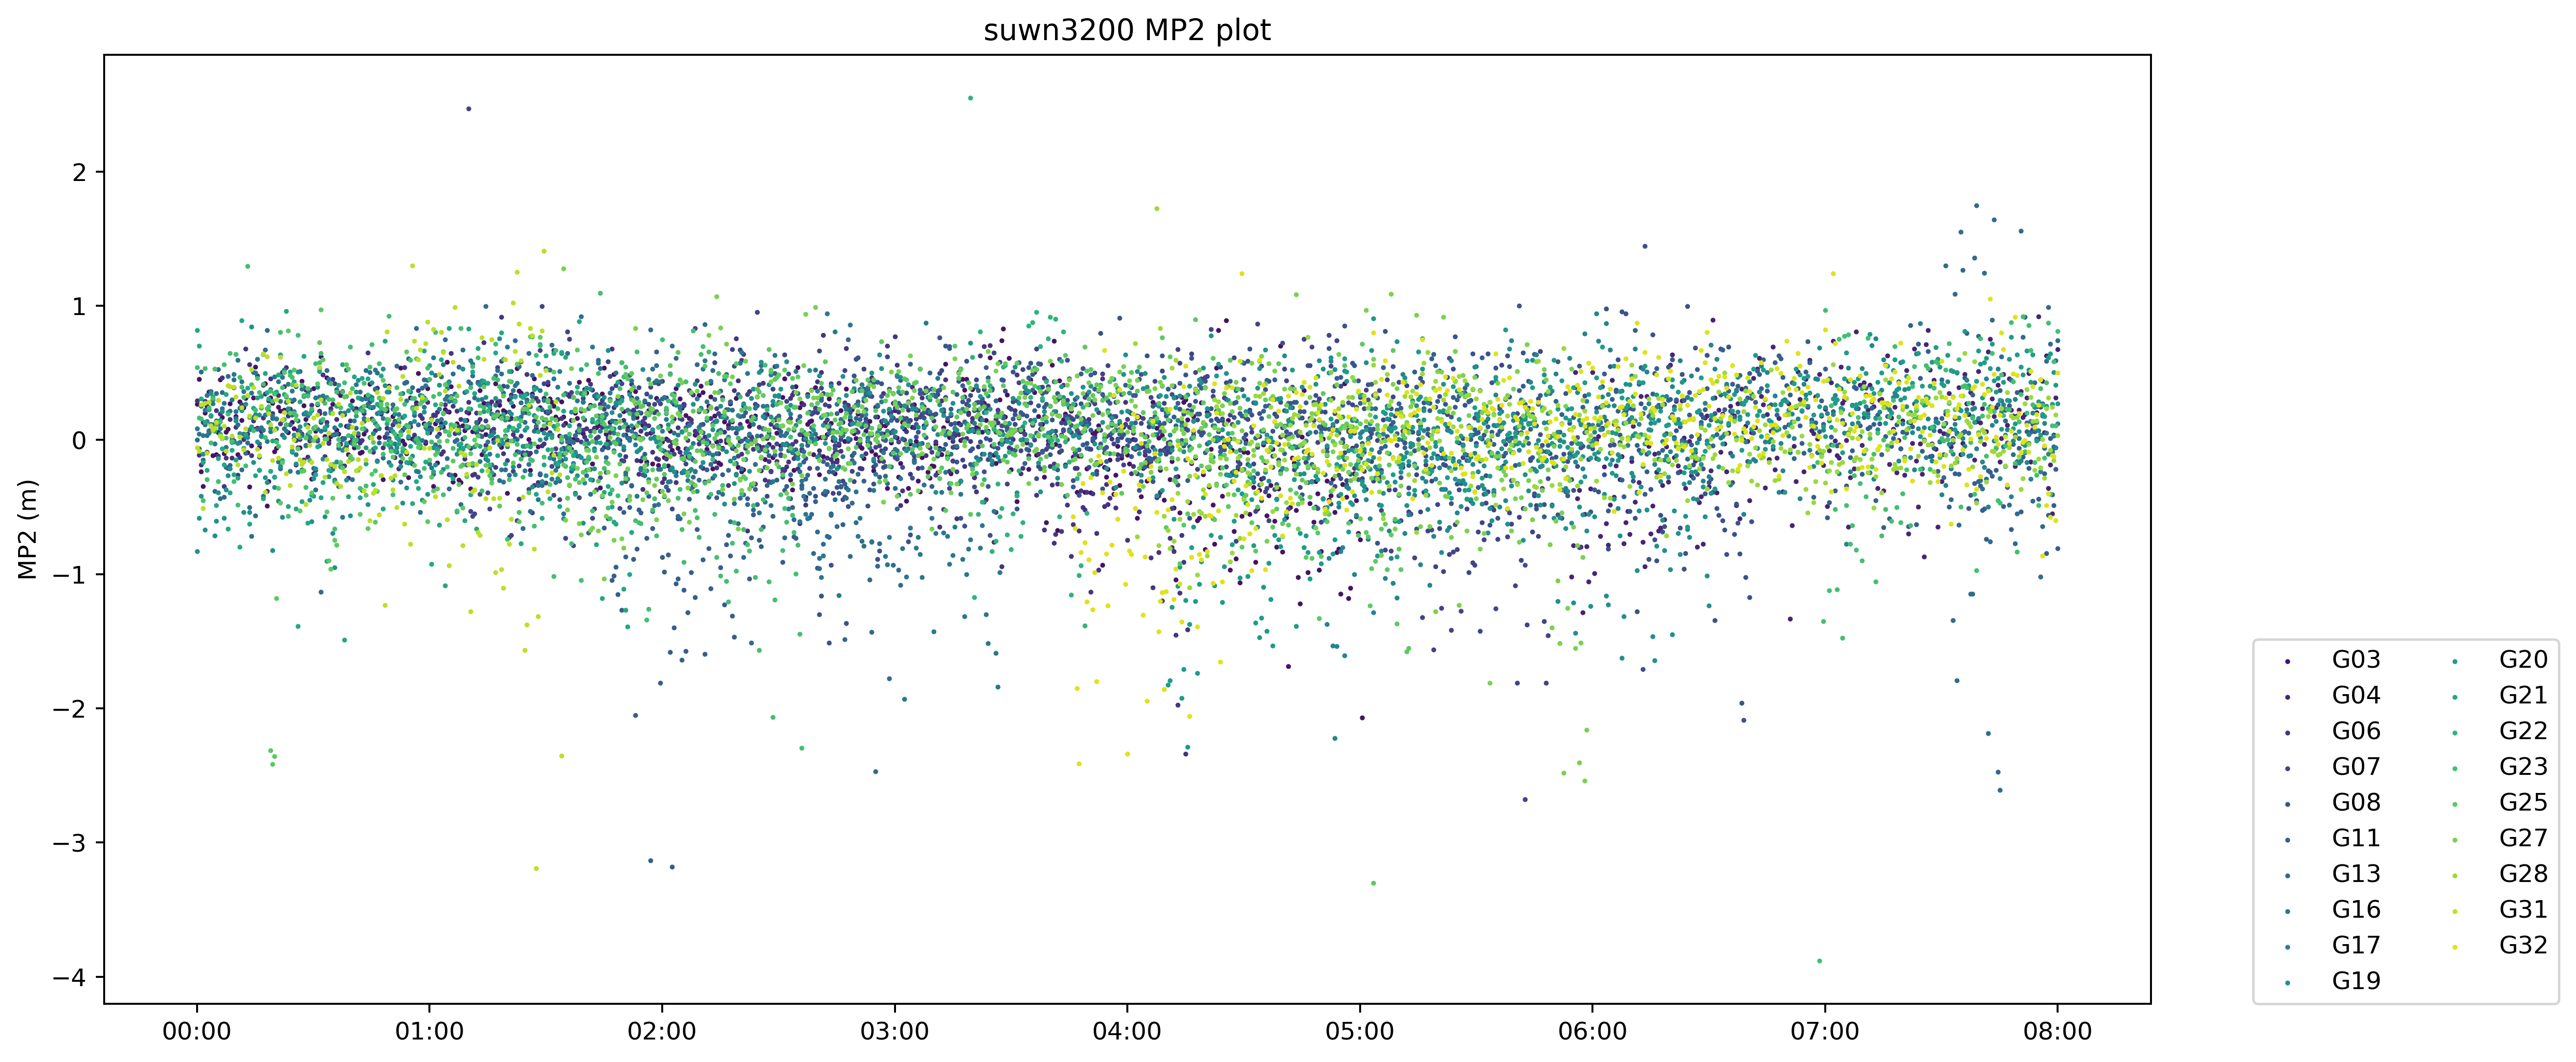 suwn3200 MP2 plot
MP2 (m)
2
1
0
−1
−2
−3
−4
00:00 01:00 02:00 03:00 04:00 05:00 06:00 07:00 08:00
G03 G20
G04 G21
G06 G22
G07 G23
G08 G25
G11 G27
G13 G28
G16 G31
G17 G32
G19